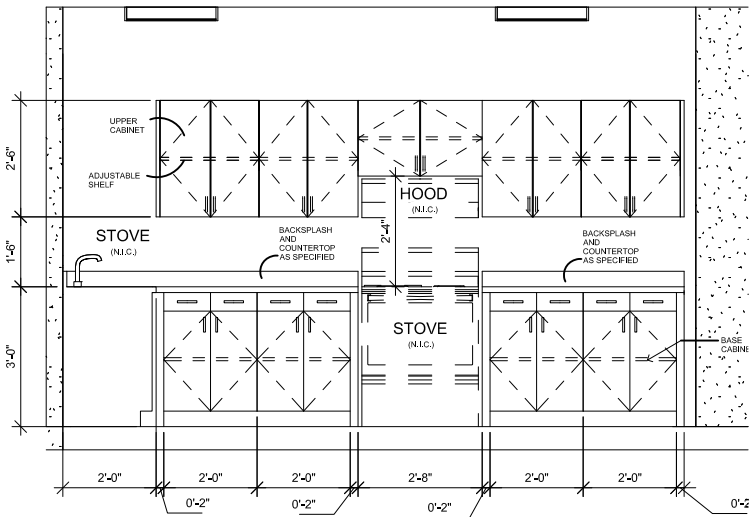 UPPER
CABINET
ADJUSTABLE
SHELF
2'-6"
1'-6"
3'-0"
STOVE
(N.I.C.)
BACKSPLASH
AND
COUNTERTOP
AS SPECIFIED
HOOD
(N.I.C.)
2'-4"
BACKSPLASH
AND
COUNTERTOP
AS SPECIFIED
STOVE
(N.I.C.)
BASE
CABINE
2'-0"
2'-0"
2'-0"
2'-8"
2'-0"
2'-0"
0'-2"
0'-2"
0'-2"
0'-2